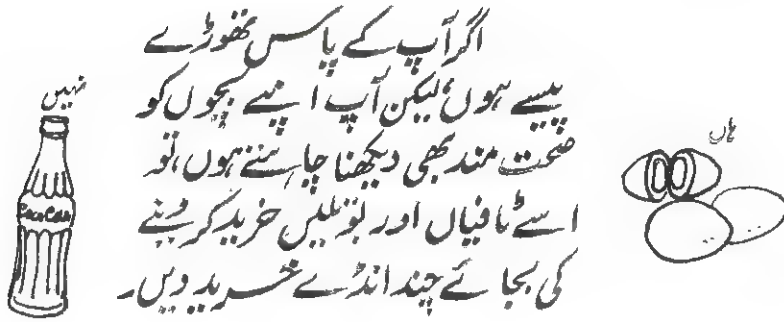 اگر آپ کے پاس تھوڑے
پیسے ہوں، لیکن آپ اپنے بچوں کو
صحت مند بھی دیکھنا چاہتے ہوں، تو
اسے ٹافیاں اور بوتلیں خرید کر دینے
کی بجائے چند انڈے خرید دیں۔
نہیں
Coca Cola
ہاں